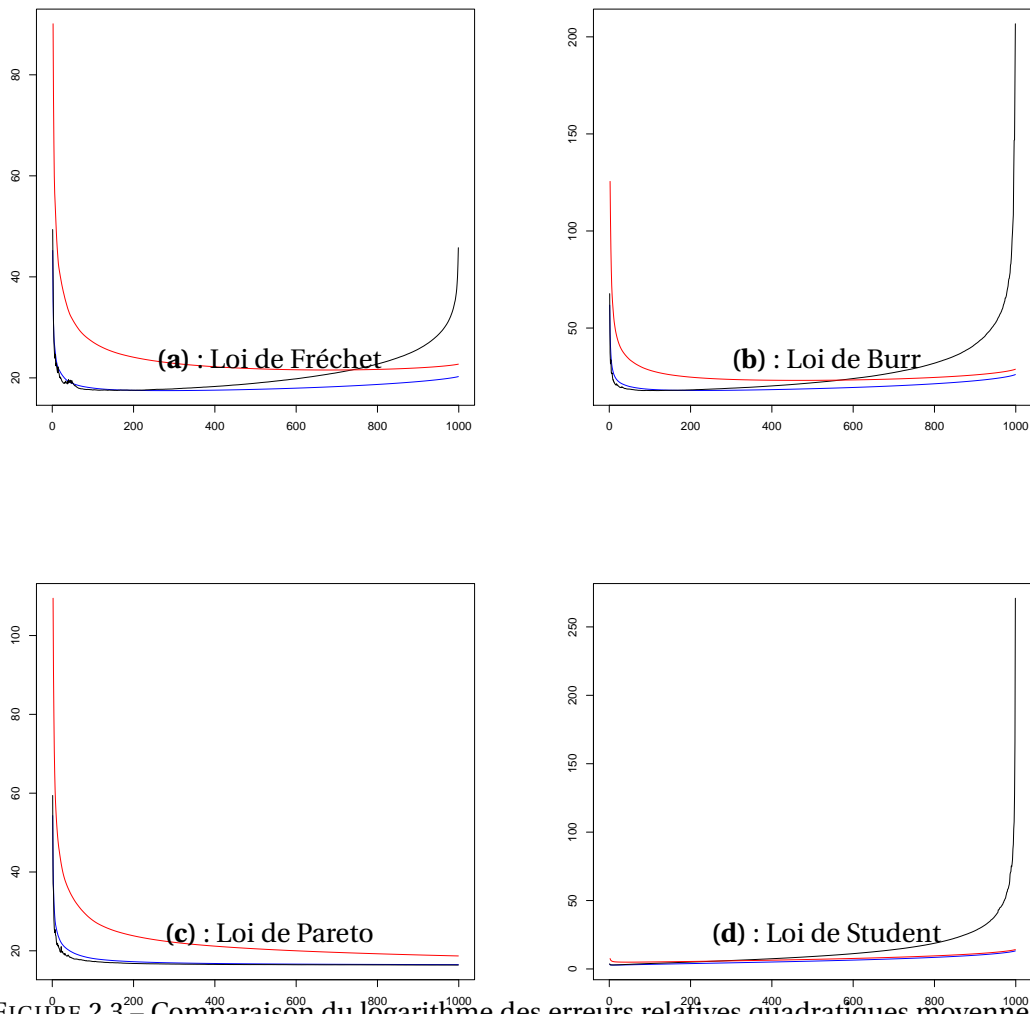 80
60
40
20
0 200 400 600 800 1000
(a) : Loi de Fréchet
200
150
100
50
0 200 400 600 800 1000
(b) : Loi de Burr
100
80
60
40
20
0 200 400 600 800 1000
(c) : Loi de Pareto
250
200
150
100
50
0
0 200 400 600 800 1000
(d) : Loi de Student
FIGURE 2.3 – Comparaison du logarithme des erreurs relatives quadratiques moyenne